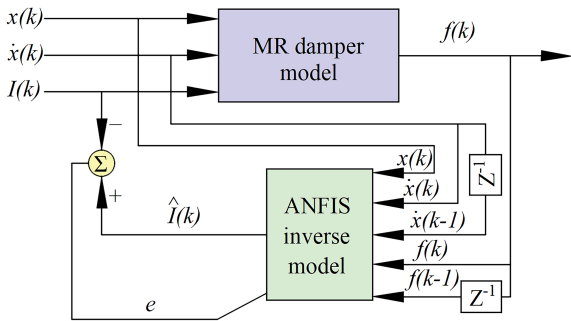 x(k)
ẋ(k)
I(k)
MR damper
model
f(k)
−
Σ
+
Î(k)
e
ANFIS
inverse
model
x(k)
ẋ(k)
ẋ(k-1)
f(k)
f(k-1)
Z⁻¹
Z⁻¹